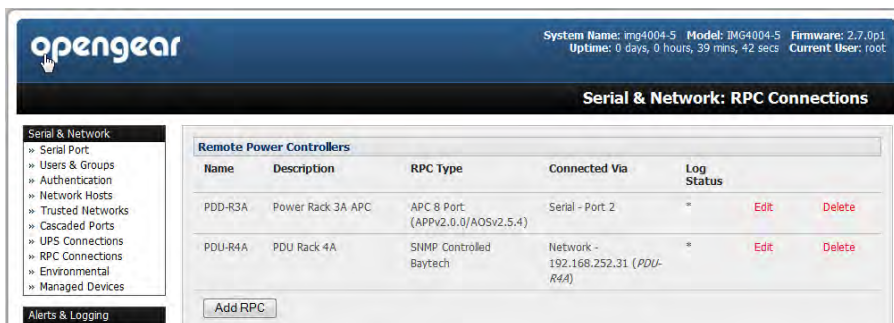 opengear
System Name: img4004-5 Model: IMG4004-5 Firmware: 2.7.0p1
Uptime: 0 days, 0 hours, 39 mins, 42 secs Current User: root
Serial & Network: RPC Connections
Serial & Network
» Serial Port
» Users & Groups
» Authentication
» Network Hosts
» Trusted Networks
» Cascaded Ports
» UPS Connections
» RPC Connections
» Environmental
» Managed Devices
Alerts & Logging
Remote Power Controllers
Name Description RPC Type Connected Via Log
Status
PDD-R3A Power Rack 3A APC APC 8 Port Serial - Port 2 * Edit Delete
(APPv2.0.0/AOSv2.5.4)
PDU-R4A PDU Rack 4A SNMP Controlled Network - * Edit Delete
Baytech 192.168.252.31 (PDU-
R4A)
Add RPC